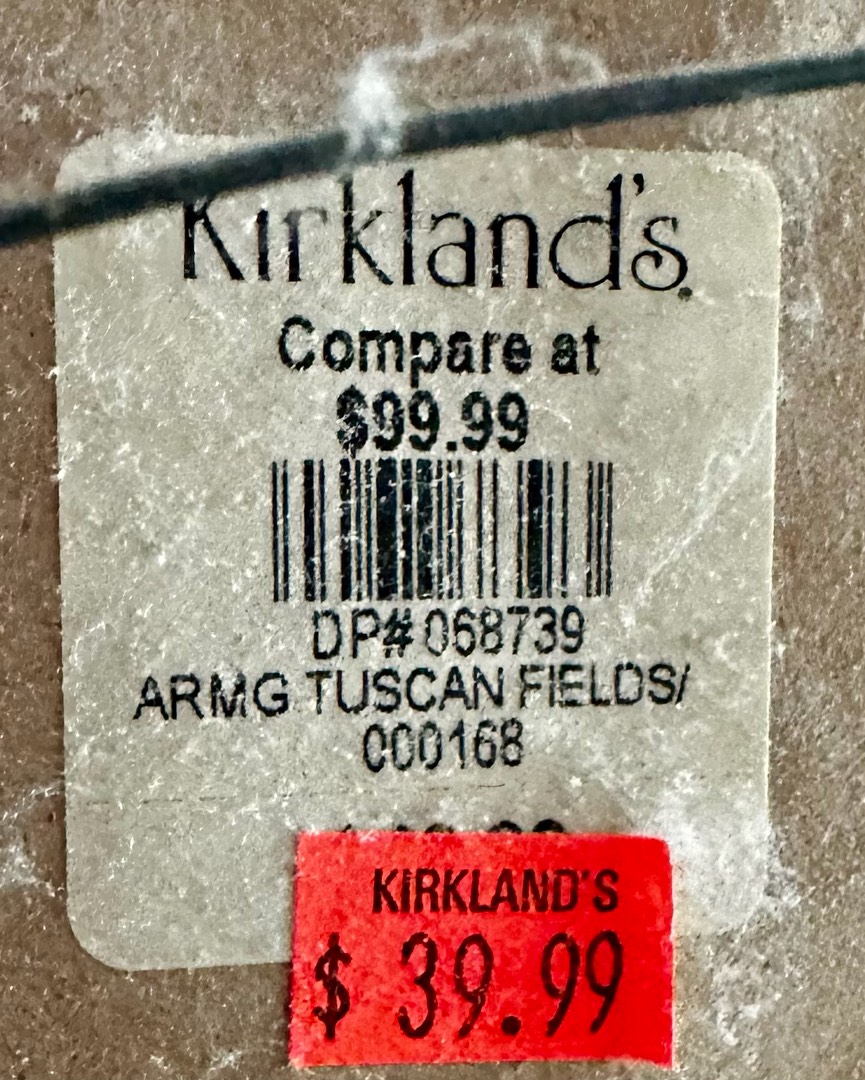 Kirkland's
Compare at
$99.99
DP# 068739
ARMG TUSCAN FIELDS/
000168
KIRKLAND'S
$ 39.99